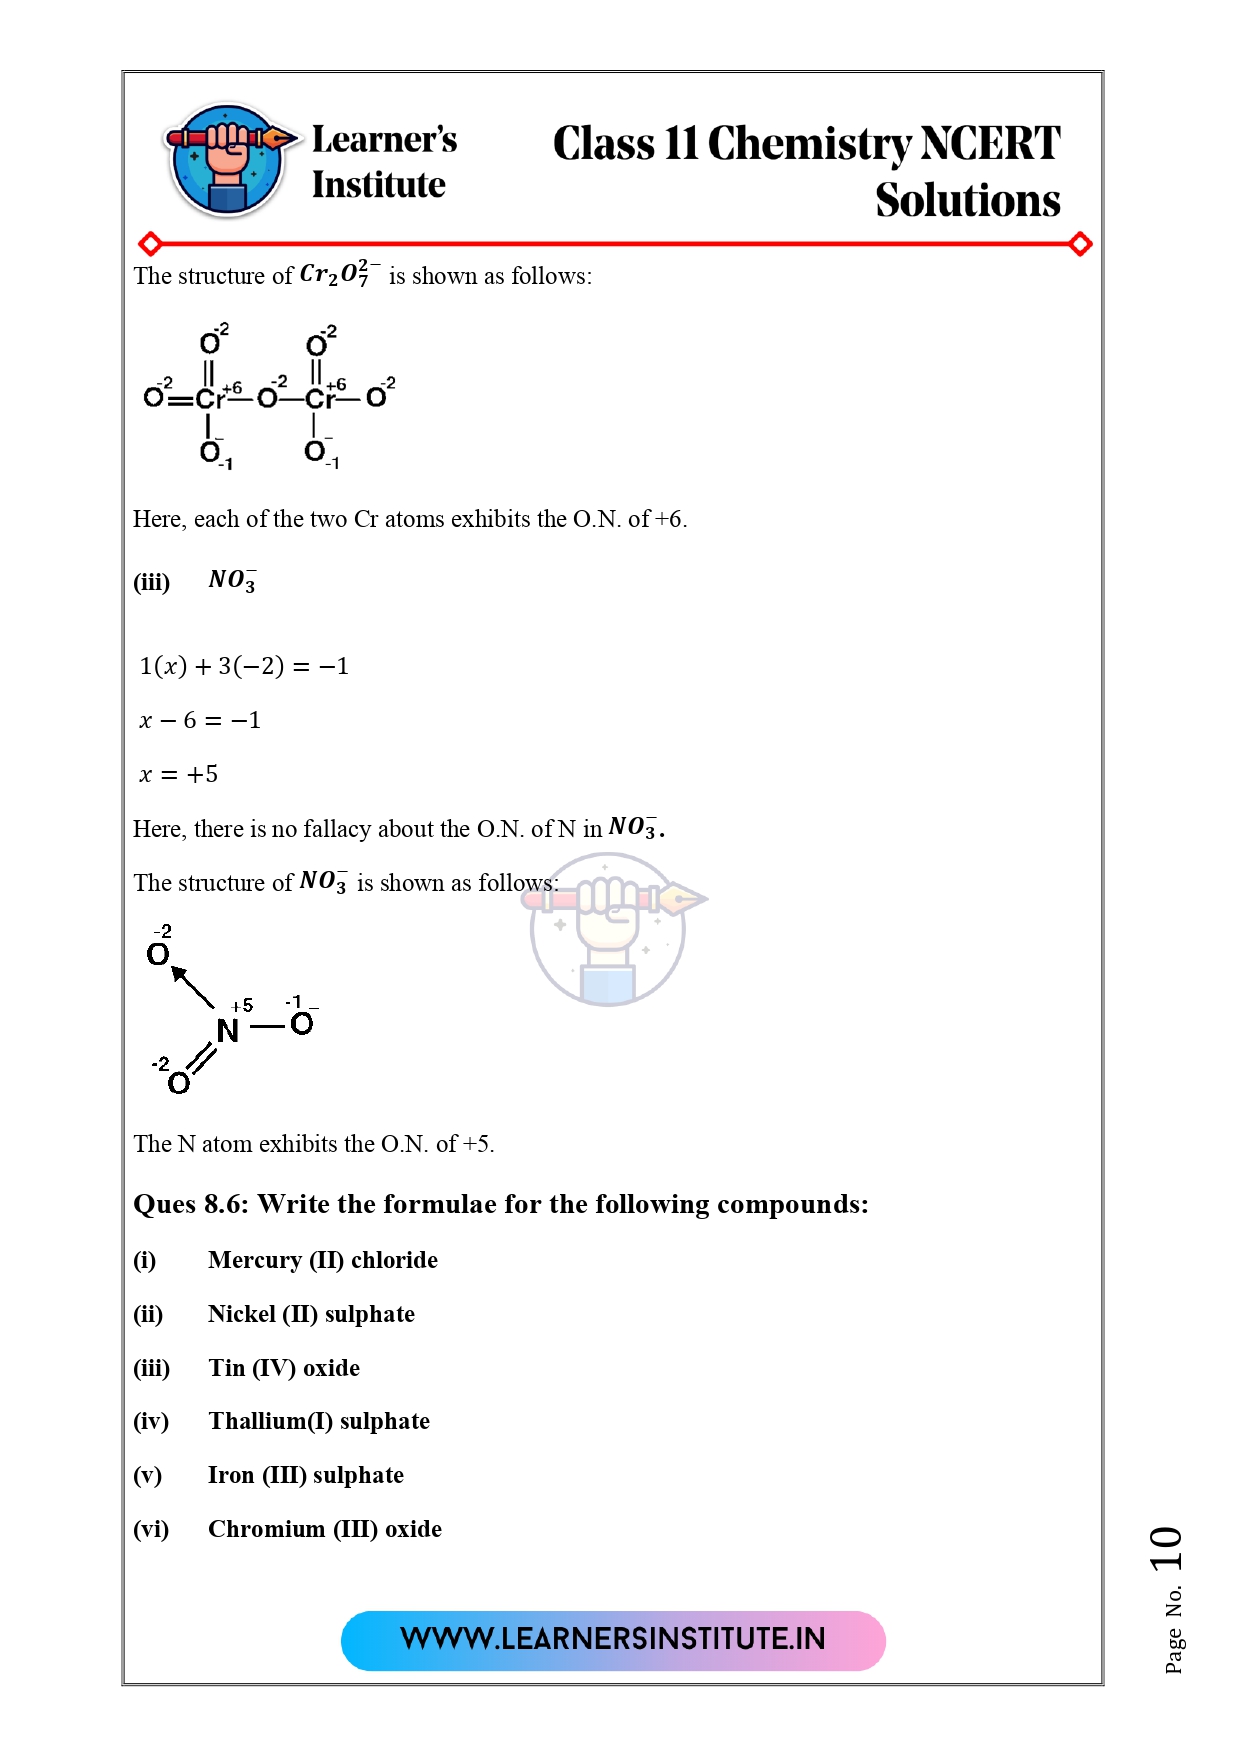 Learner's
Institute
Class 11 Chemistry NCERT
Solutions
The structure of Cr₂O₇²⁻ is shown as follows:
O-2 O-2
O-2=Cr+6—O-2—Cr+6—O-2
O⁻-1 O⁻-1
Here, each of the two Cr atoms exhibits the O.N. of +6.
(iii) NO₃⁻
1(x) + 3(−2) = −1
x − 6 = −1
x = +5
Here, there is no fallacy about the O.N. of N in NO₃⁻.
The structure of NO₃⁻ is shown as follows:
-2
O
+5 -1
N—O⁻
-2
O
The N atom exhibits the O.N. of +5.
Ques 8.6: Write the formulae for the following compounds:
(i) Mercury (II) chloride
(ii) Nickel (II) sulphate
(iii) Tin (IV) oxide
(iv) Thallium(I) sulphate
(v) Iron (III) sulphate
(vi) Chromium (III) oxide
WWW.LEARNERSINSTITUTE.IN
Page No. 10